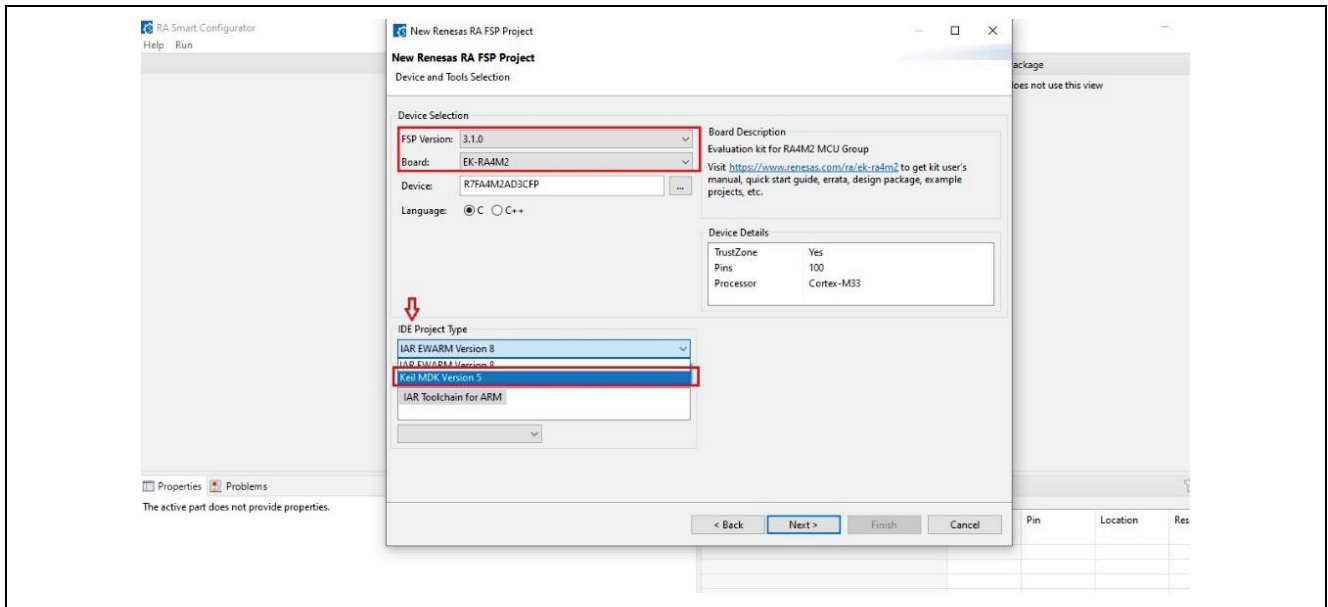 RA Smart Configurator
Help Run
New Renesas RA FSP Project
New Renesas RA FSP Project
Device and Tools Selection
Device Selection
FSP Version: 3.1.0
Board: EK-RA4M2
Device: R7FA4M2AD3CFP ...
Language: C C++
Board Description
Evaluation kit for RA4M2 MCU Group
Visit https://www.renesas.com/ra/ek-ra4m2 to get kit user's
manual, quick start guide, errata, design package, example
projects, etc.
Device Details
TrustZone Yes
Pins 100
Processor Cortex-M33
IDE Project Type
IAR EWARM Version 8
IAR EWARM Version 8
Keil MDK Version 5
IAR Toolchain for ARM
< Back Next > Finish Cancel
ackage
loes not use this view
Properties Problems
The active part does not provide properties.
Pin Location Res